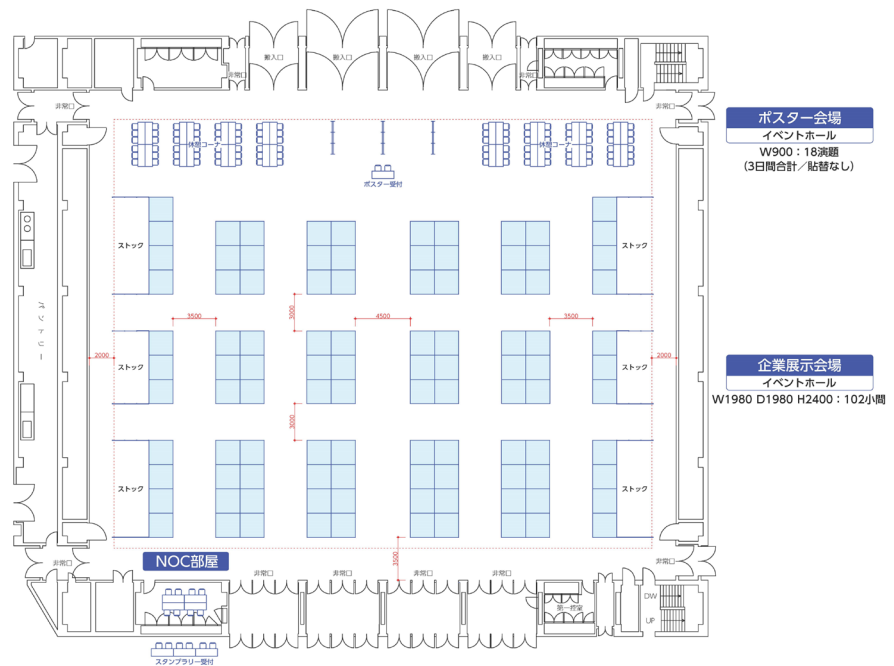 搬入口
搬入口
搬入口
搬入口
非常口
非常口
非常口
非常口
休憩コーナー
休憩コーナー
ポスター受付
ポスター会場
イベントホール
W900：18演題
（3日間合計／貼替なし）
ストック
ストック
パントリー
3000
3500
4500
3500
2000
2000
ストック
ストック
企業展示会場
イベントホール
W1980 D1980 H2400：102小間
3000
ストック
ストック
3500
NOC部屋
非常口
非常口
非常口
非常口
非常口
非常口
第一控室
DW
UP
スタンプラリー受付